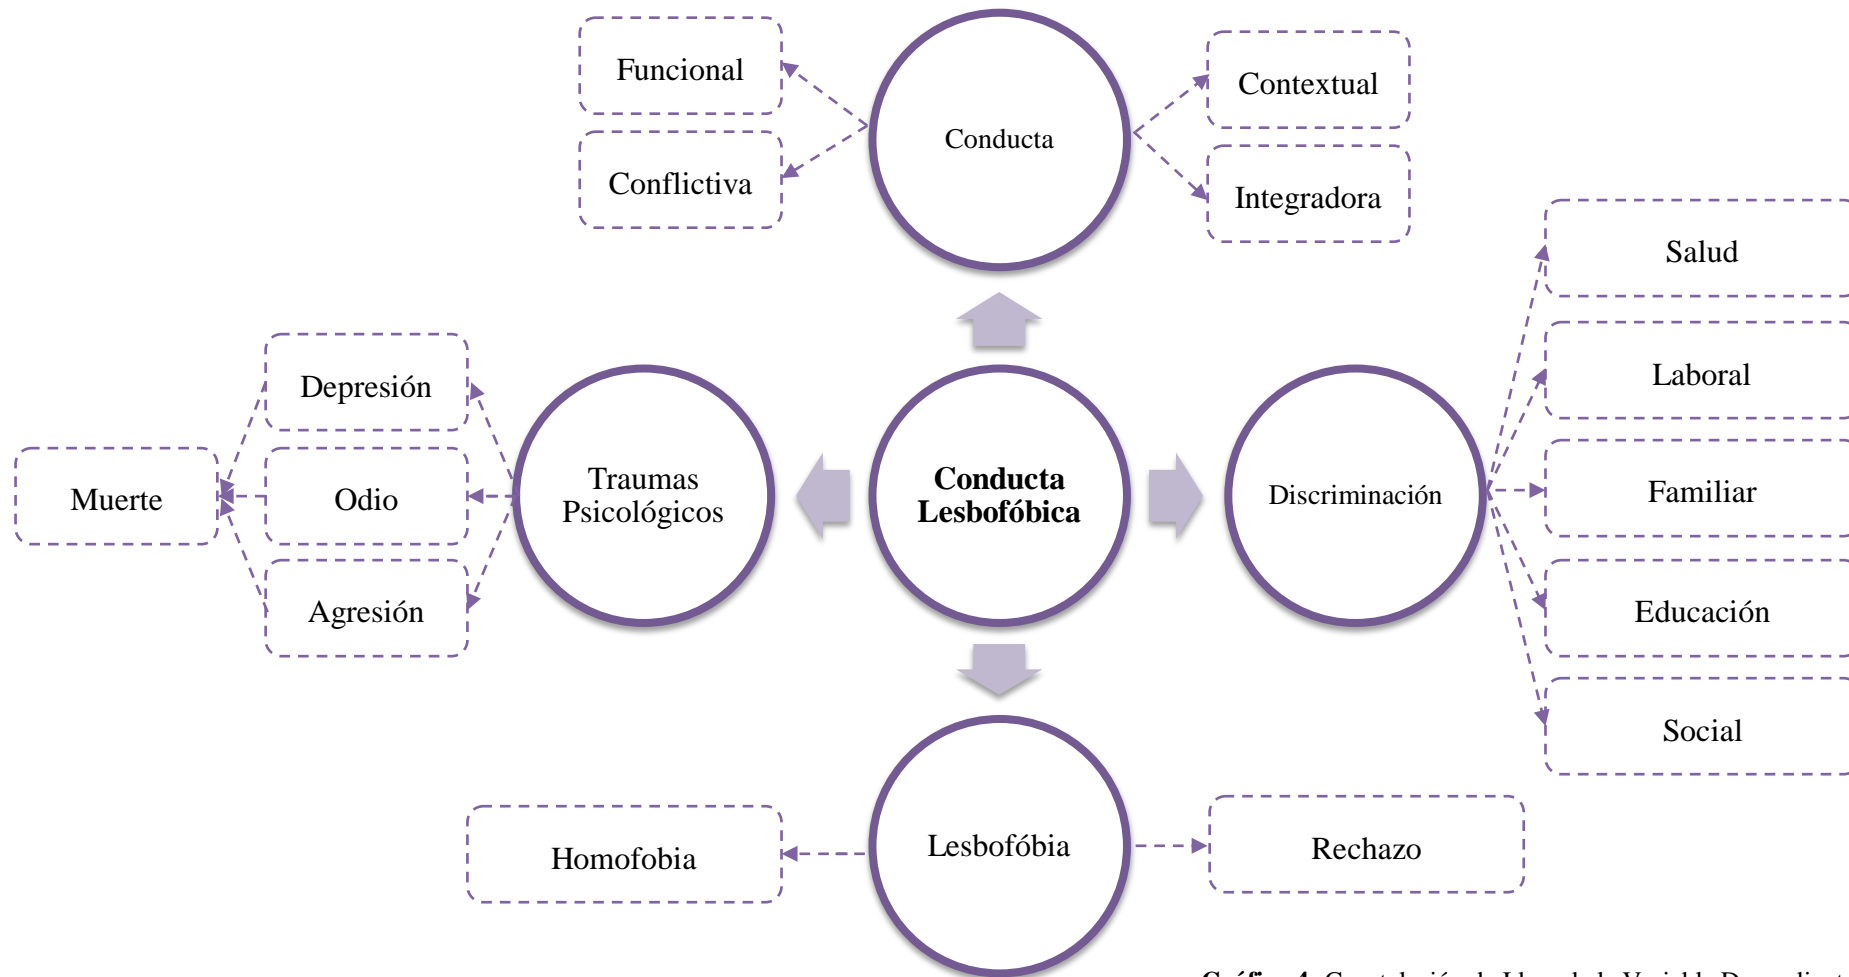 Funcional
Conflictiva
Conducta
Contextual
Integradora
Salud
Laboral
Familiar
Educación
Social
Depresión
Odio
Agresión
Muerte
Traumas
Psicológicos
Conducta
Lesbofóbica
Discriminación
Homofobia
Lesbofóbia
Rechazo